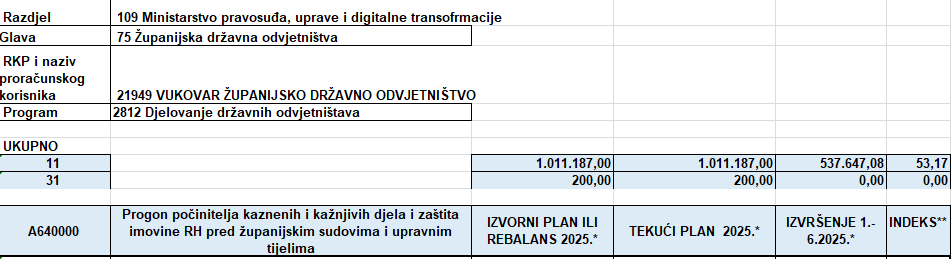 Razdjel 109 Ministarstvo pravosuđa, uprave i digitalne transofrmacije
Glava 75 Županijska državna odvjetništva
RKP i naziv
proračunskog
korisnika 21949 VUKOVAR ŽUPANIJSKO DRŽAVNO ODVJETNIŠTVO
Program 2812 Djelovanje državnih odvjetništava
UKUPNO
11 1.011.187,00 1.011.187,00 537.647,08 53,17
31 200,00 200,00 0,00 0,00
A640000 Progon počinitelja kaznenih i kažnjivih djela i zaštita
imovine RH pred županijskim sudovima i upravnim
tijelima
IZVORNI PLAN ILI
REBALANS 2025.*
TEKUĆI PLAN 2025.*
IZVRŠENJE 1.-
6.2025.*
INDEKS**